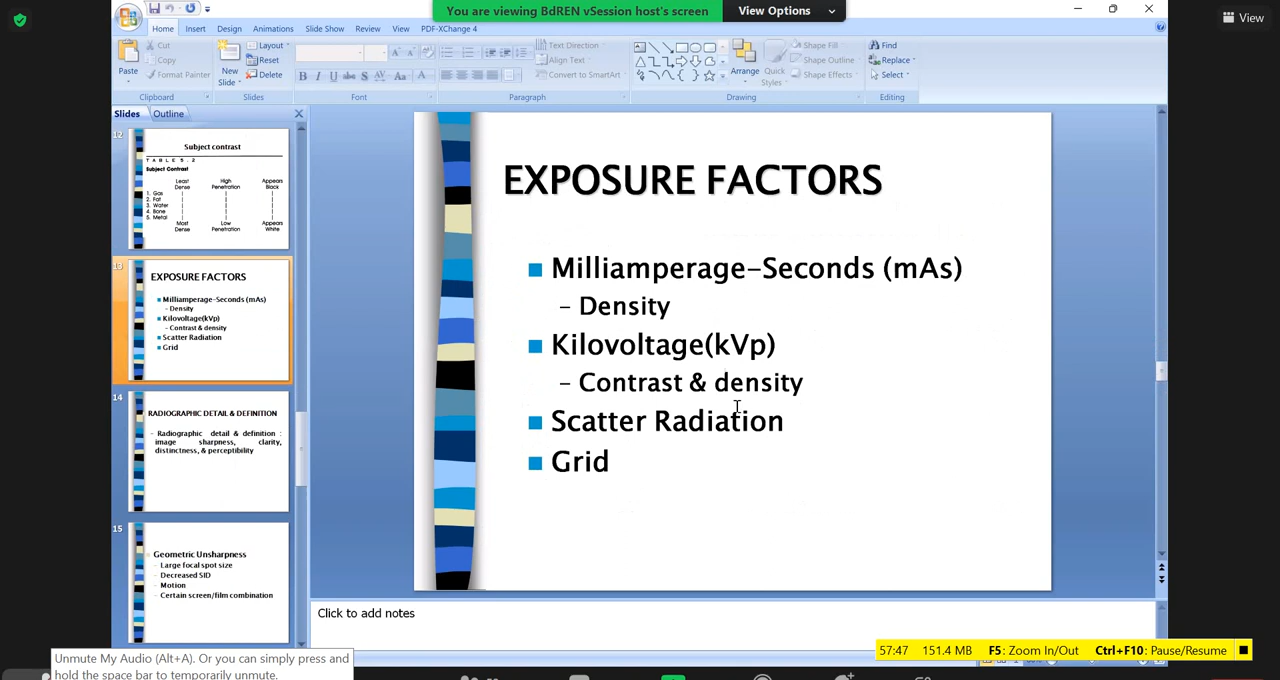 You are viewing BdREN vSession host's screen
View Options
View
Home Insert Design Animations Slide Show Review View PDF-XChange 4
Paste
Cut
Copy
Format Painter
Clipboard
New
Slide
Layout
Reset
Delete
Slides
Font
Text Direction
Align Text
Convert to SmartArt
Paragraph
Arrange
Quick
Styles
Shape Fill
Shape Outline
Shape Effects
Drawing
Find
Replace
Select
Editing
Slides Outline
12
Subject contrast
TABLE 5.2
Subject Contrast
Least
Dense
High
Penetration
Appears
Black
1. Gas
2. Fat
3. Water
4. Bone
5. Metal
Most
Dense
Low
Penetration
Appears
White
13
EXPOSURE FACTORS
Milliamperage-Seconds (mAs)
– Density
Kilovoltage(kVp)
– Contrast & density
Scatter Radiation
Grid
14
RADIOGRAPHIC DETAIL & DEFINITION
– Radiographic detail & definition :
image sharpness, clarity,
distinctness, & perceptibility
15
Geometric Unsharpness
– Large focal spot size
– Decreased SID
– Motion
– Certain screen/film combination
EXPOSURE FACTORS
Milliamperage-Seconds (mAs)
– Density
Kilovoltage(kVp)
– Contrast & density
Scatter Radiation
Grid
Click to add notes
57:47 151.4 MB F5: Zoom In/Out Ctrl+F10: Pause/Resume
Unmute My Audio (Alt+A). Or you can simply press and
hold the space bar to temporarily unmute.